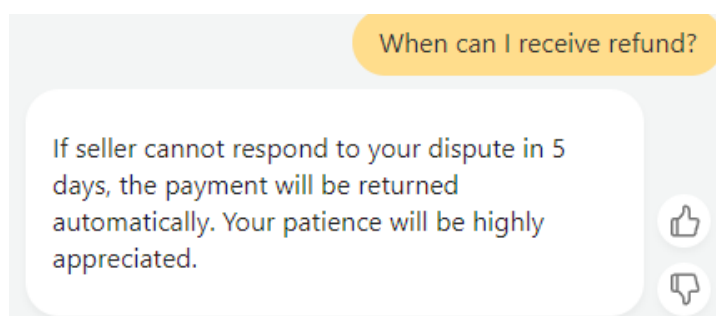 When can I receive refund?
If seller cannot respond to your dispute in 5
days, the payment will be returned
automatically. Your patience will be highly
appreciated.